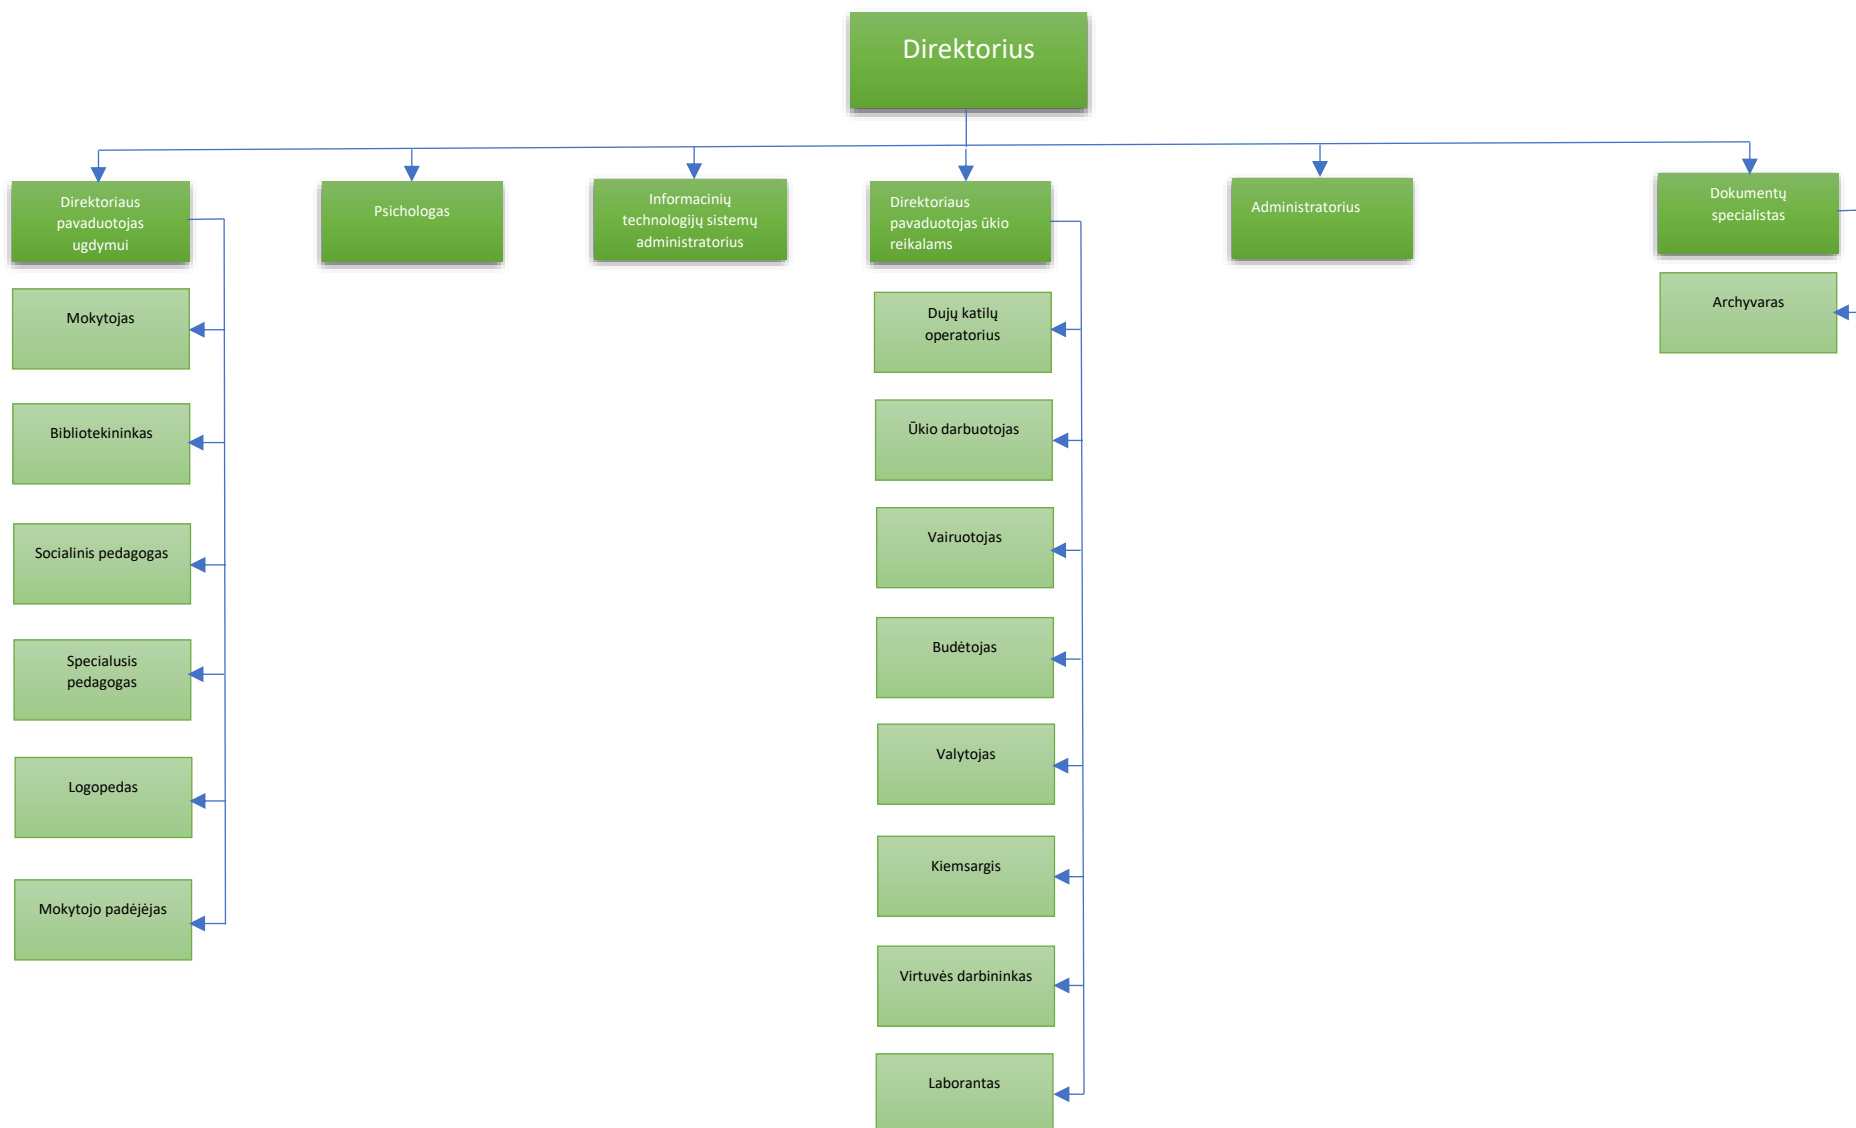 Direktorius
Direktoriaus
pavaduotojas
ugdymui
Psichologas
Informacinių
technologijų sistemų
administratorius
Direktoriaus
pavaduotojas ūkio
reikalams
Administratorius
Dokumentų
specialistas
Mokytojas
Bibliotekininkas
Socialinis pedagogas
Specialusis
pedagogas
Logopedas
Mokytojo padėjėjas
Dujų katilų
operatorius
Ūkio darbuotojas
Vairuotojas
Budėtojas
Valytojas
Kiemsargis
Virtuvės darbininkas
Laborantas
Archyvaras